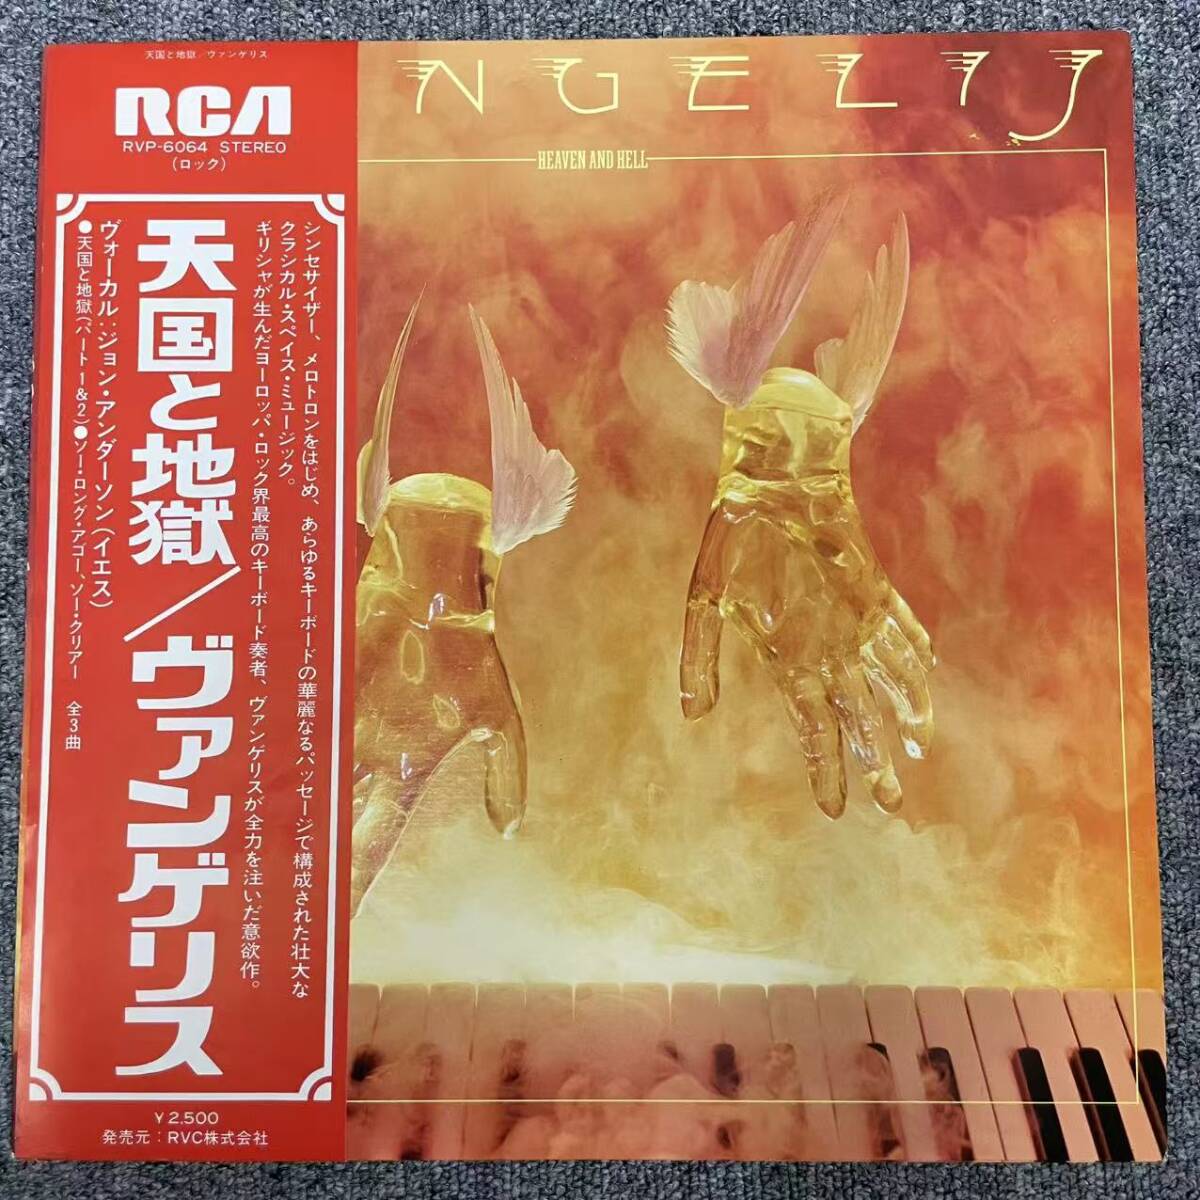 天国と地獄/ヴァンゲリス
RCA
RVP-6064 STEREO
(ロック)
シンセサイザー、メロトロンをはじめ、あらゆるキーボードの華麗なるパッセージで構成された壮大な
クラシカル・スペイス・ミュージック。
ギリシャが生んだヨーロッパ・ロック界最高のキーボード奏者、ヴァンゲリスが全力を注いだ意欲作。
天国と地獄/ヴァンゲリス
ヴォーカル:ジョン・アンダーソン(イエス)
●天国と地獄(パート1&2)●ソー・ロング・アゴー、ソー・クリアー 全3曲
¥2,500
発売元:RVC株式会社
NGELIS
HEAVEN AND HELL